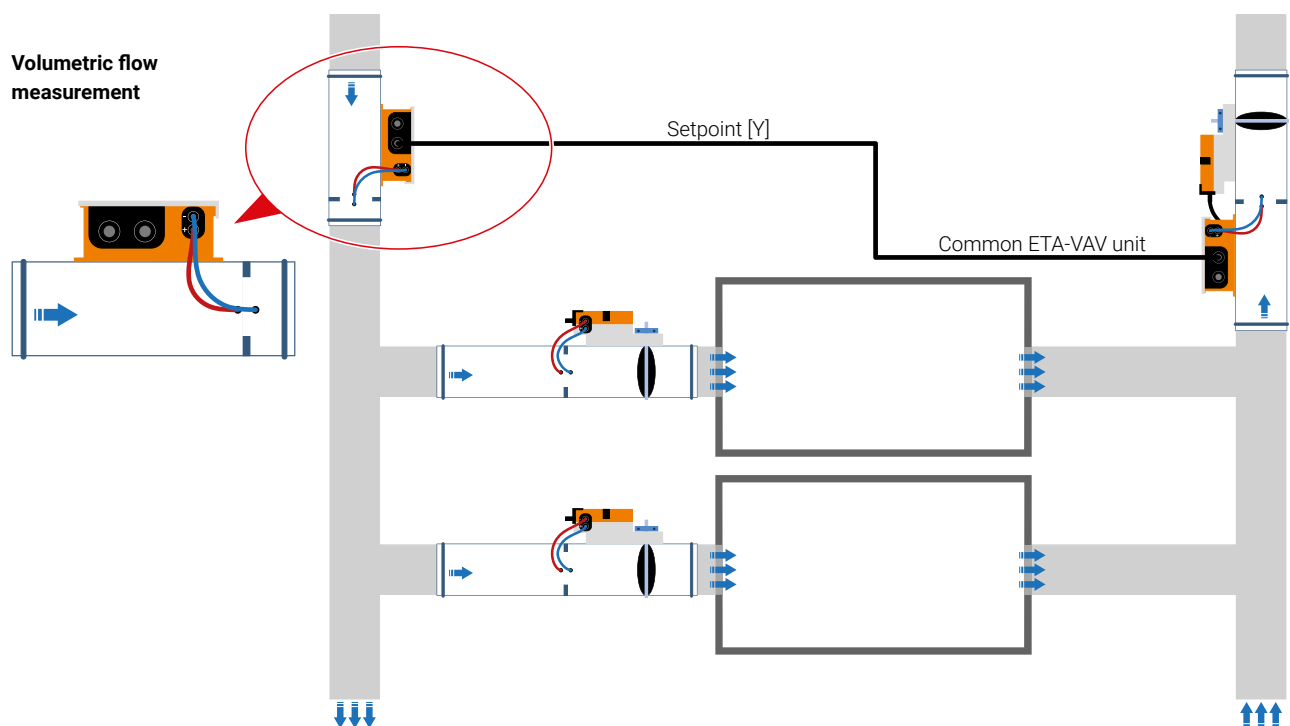 Volumetric flow
measurement
Setpoint [Y]
Common ETA-VAV unit